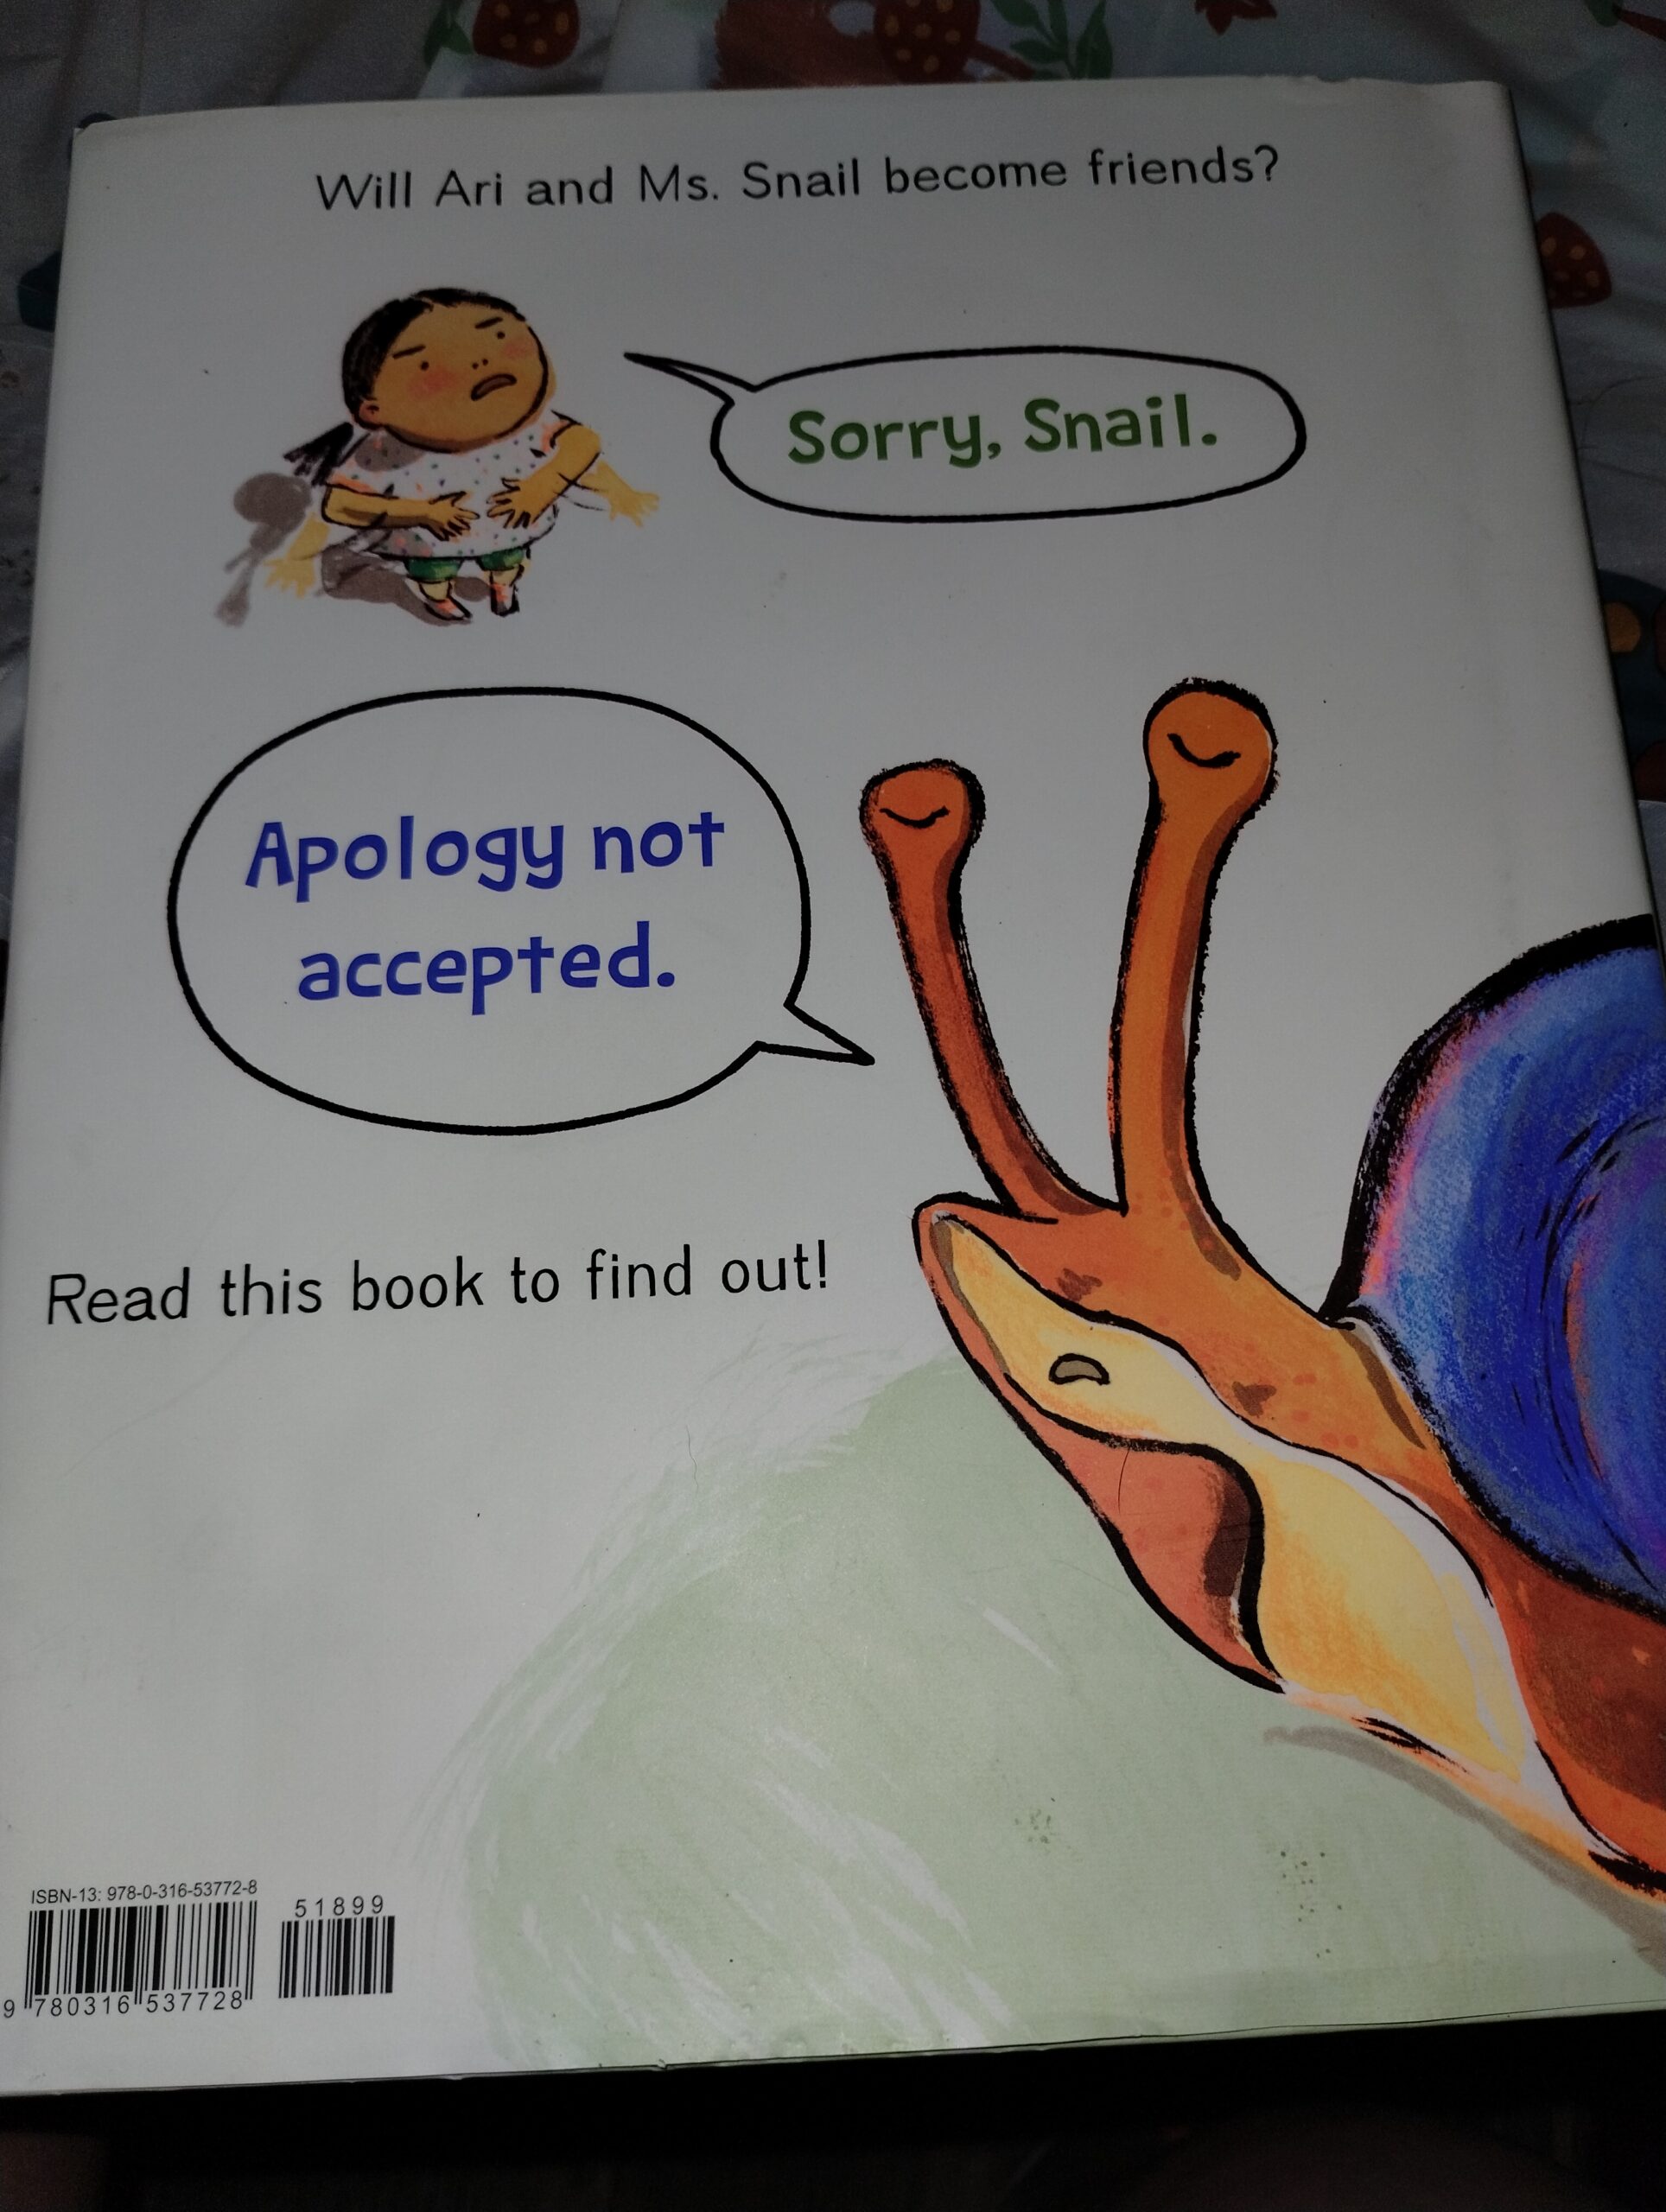 Will Ari and Ms. Snail become friends?
Sorry, Snail.
Apology not
accepted.
Read this book to find out!
ISBN-13: 978-0-316-53772-8
51899
9 780316 537728